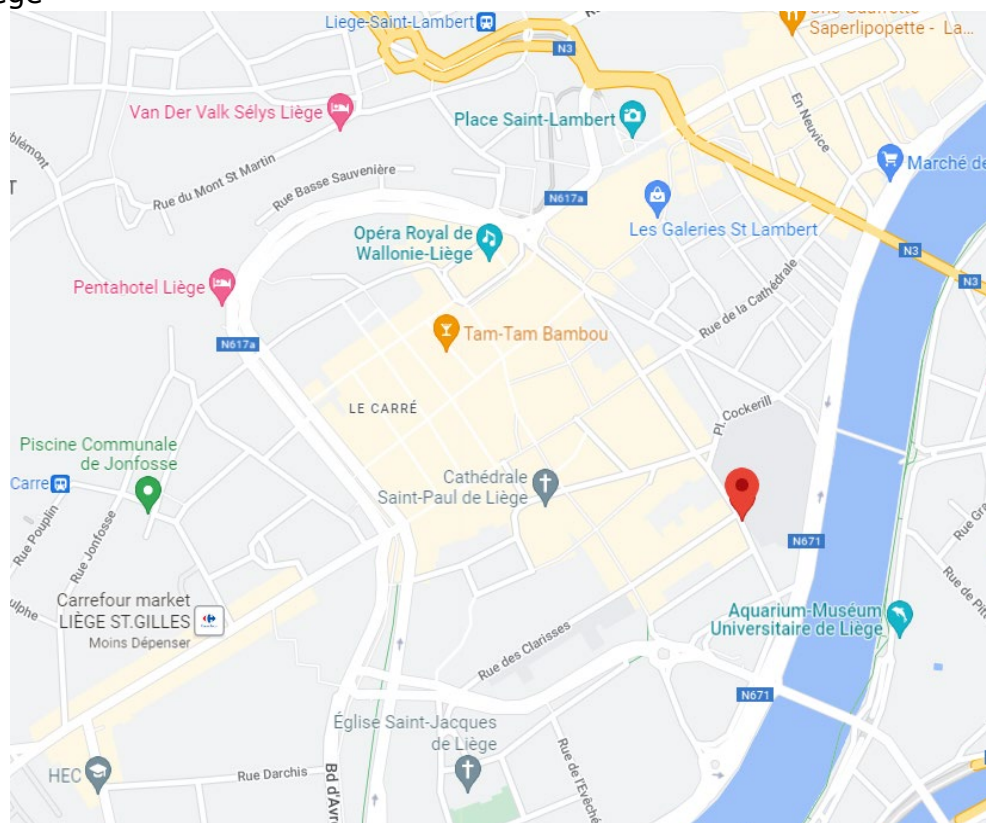 Liege-Saint-Lambert
N3
Saperlipopette - La...
Van Der Valk Sélys Liège
Place Saint-Lambert
En Neuvice
Marché de
Rue du Mont St Martin
Rue Basse Sauvenière
N617a
Les Galeries St Lambert
Opéra Royal de
Wallonie-Liège
N3
N3
Pentahotel Liège
Rue de la Cathédrale
N617a
Tam-Tam Bambou
LE CARRÉ
Pl. Cockerill
Piscine Communale
de Jonfosse
Carre
Cathédrale
Saint-Paul de Liège
Rue Pouplin
Rue Jonfosse
N671
Carrefour market
LIÈGE ST.GILLES
Moins Dépenser
Aquarium-Muséum
Universitaire de Liège
Rue des Clarisses
N671
Église Saint-Jacques
de Liège
HEC
Rue Darchis
Bd d'Avr
Rue de l'Evêché